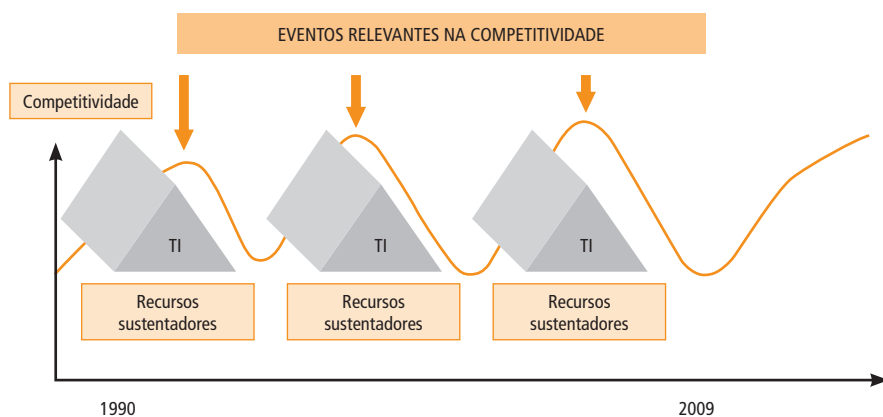 EVENTOS RELEVANTES NA COMPETITIVIDADE
Competitividade
TI
TI
TI
Recursos
sustentadores
Recursos
sustentadores
Recursos
sustentadores
1990
2009